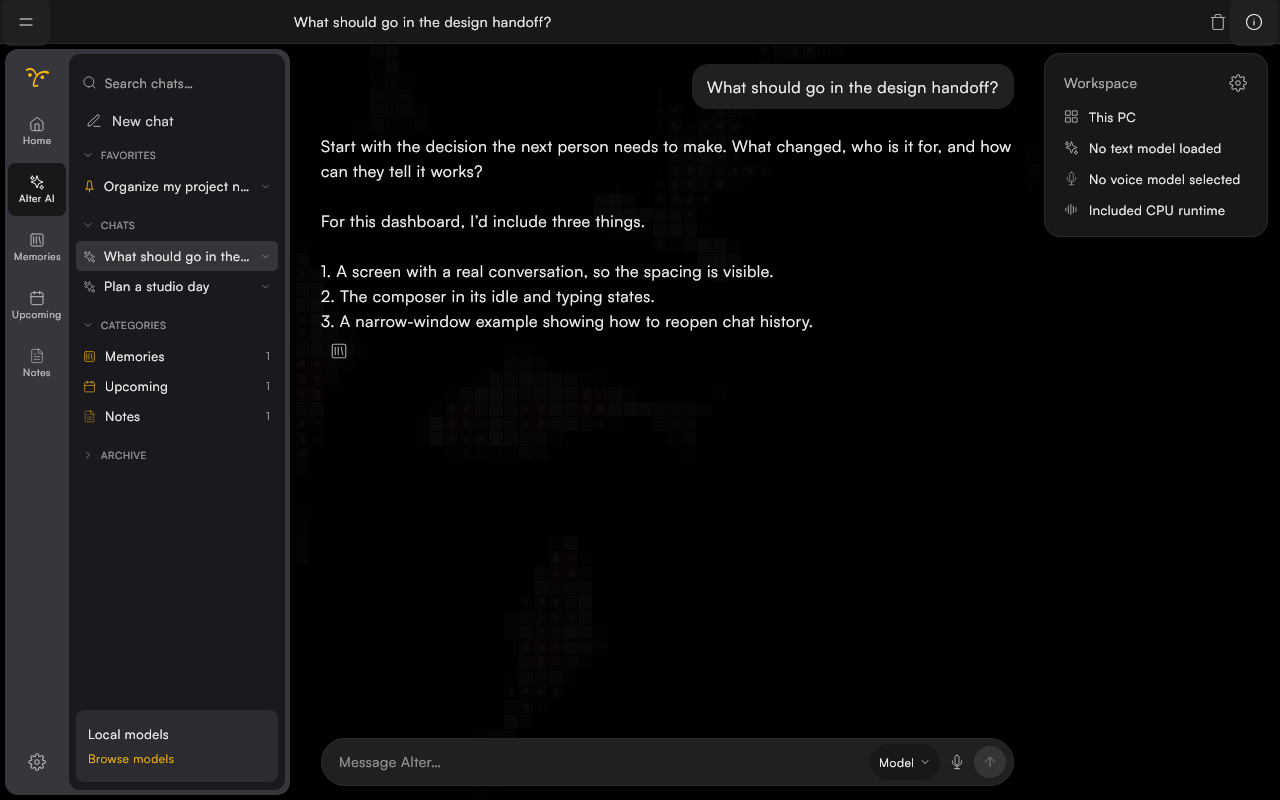 What should go in the design handoff?
Home
Alter AI
Memories
Upcoming
Notes
Search chats…
New chat
FAVORITES
Organize my project n…
CHATS
What should go in the…
Plan a studio day
CATEGORIES
Memories 1
Upcoming 1
Notes 1
ARCHIVE
Local models
Browse models
What should go in the design handoff?
Start with the decision the next person needs to make. What changed, who is it for, and how
can they tell it works?
For this dashboard, I’d include three things.
1. A screen with a real conversation, so the spacing is visible.
2. The composer in its idle and typing states.
3. A narrow-window example showing how to reopen chat history.
Message Alter…
Model
Workspace
This PC
No text model loaded
No voice model selected
Included CPU runtime